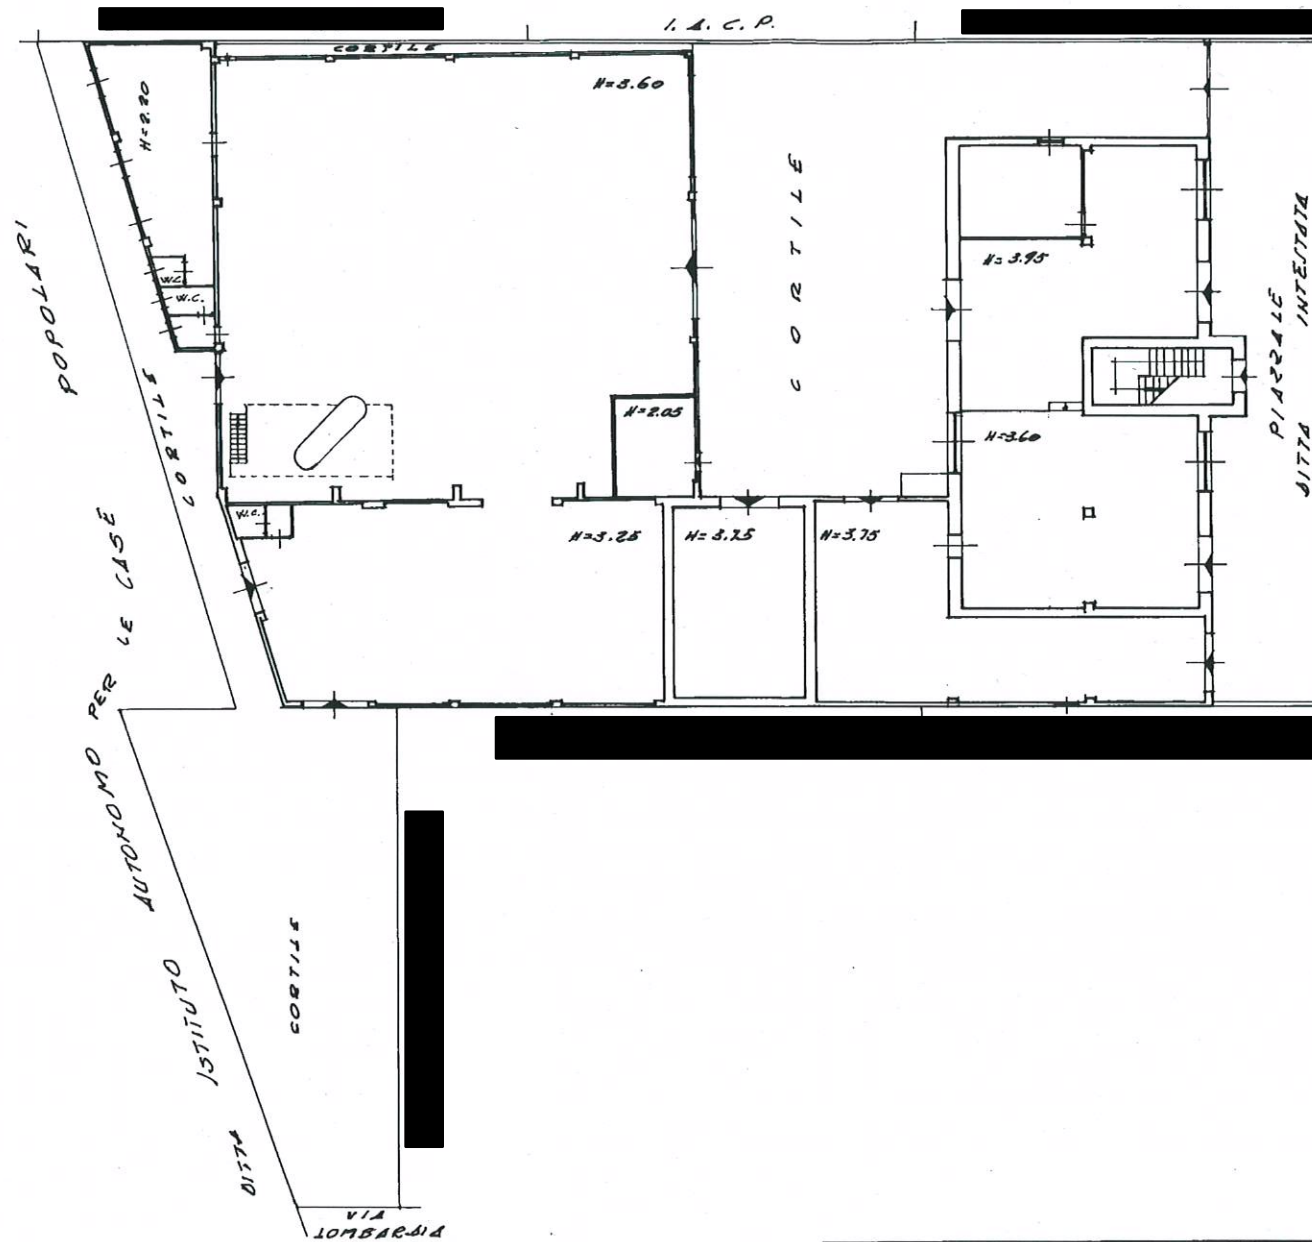 I. A. C. P.
CORTILE
H=2.20
H=3.60
CORTILE
H=3.95
W.C.
W.C.
POPOLARI
CORTILE
PIAZZALE
DITTA INTESTATA
H=2.05
H=3.60
W.C.
H=3.25
H=3.25
H=3.75
DITTA ISTITUTO AUTONOMO PER LE CASE
CORTILE
VIA
LOMBARDIA